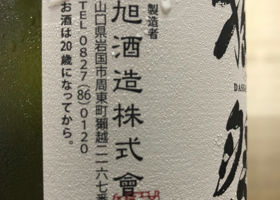 製造者
旭酒造株式會
山口県岩国市周東町獺越二一六七番
TEL 0827(86)0120
お酒は20歳になってから。